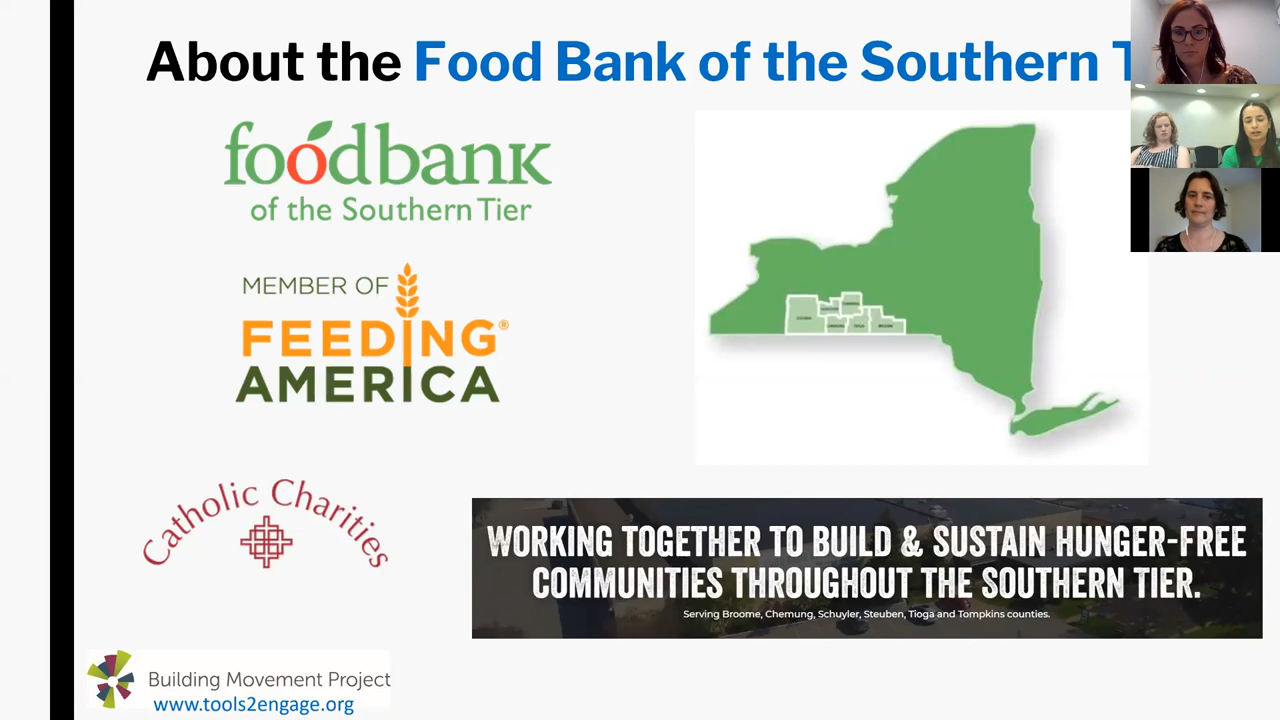 About the Food Bank of the Southern
foodbank
of the Southern Tier
MEMBER OF
FEEDING®
AMERICA
Catholic Charities
WORKING TOGETHER TO BUILD & SUSTAIN HUNGER-FREE
COMMUNITIES THROUGHOUT THE SOUTHERN TIER.
Serving Broome, Chemung, Schuyler, Steuben, Tioga and Tompkins counties.
Building Movement Project
www.tools2engage.org